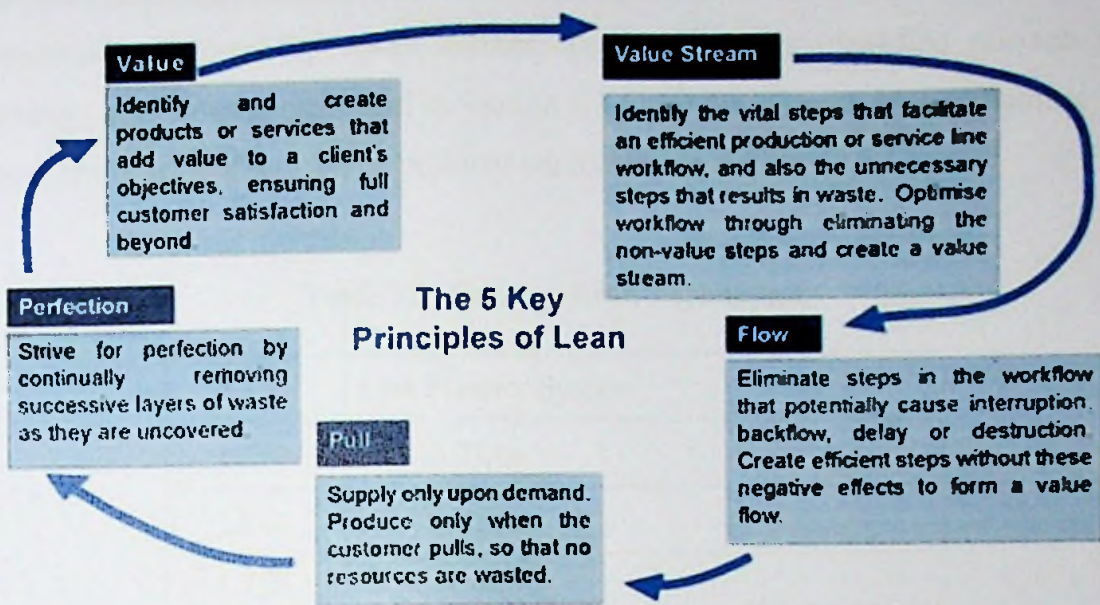 Value
Identify and create
products or services that
add value to a client's
objectives, ensuring full
customer satisfaction and
beyond.
Value Stream
Identify the vital steps that facilitate
an efficient production or service line
workflow, and also the unnecessary
steps that results in waste. Optimise
workflow through eliminating the
non-value steps and create a value
stream.
The 5 Key
Principles of Lean
Flow
Eliminate steps in the workflow
that potentially cause interruption,
backflow, delay or destruction.
Create efficient steps without these
negative effects to form a value
flow.
Pull
Supply only upon demand.
Produce only when the
customer pulls, so that no
resources are wasted.
Perfection
Strive for perfection by
continually removing
successive layers of waste
as they are uncovered.